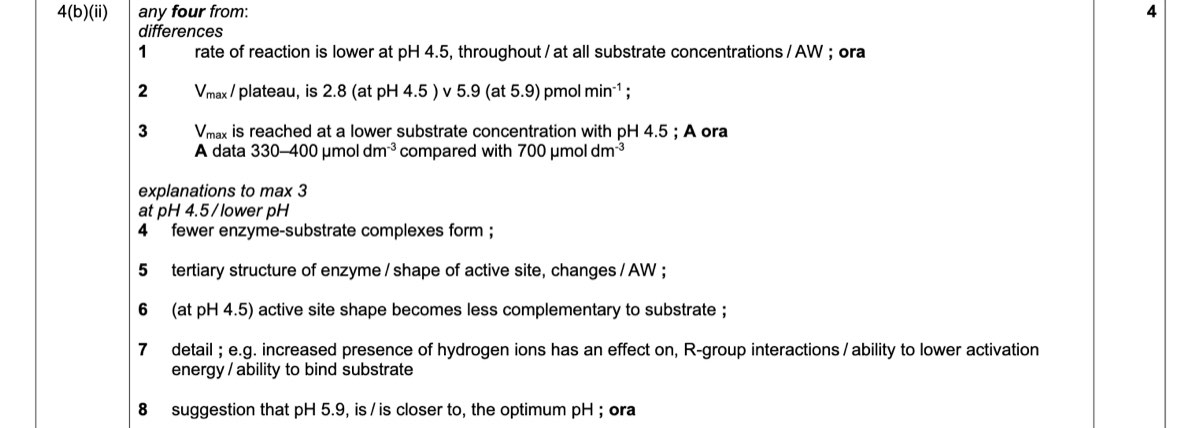 4(b)(ii) any four from: 4
differences
1 rate of reaction is lower at pH 4.5, throughout / at all substrate concentrations / AW ; ora
2 Vmax / plateau, is 2.8 (at pH 4.5 ) v 5.9 (at 5.9) pmol min⁻¹ ;
3 Vmax is reached at a lower substrate concentration with pH 4.5 ; A ora
A data 330–400 µmol dm⁻³ compared with 700 µmol dm⁻³
explanations to max 3
at pH 4.5 / lower pH
4 fewer enzyme-substrate complexes form ;
5 tertiary structure of enzyme / shape of active site, changes / AW ;
6 (at pH 4.5) active site shape becomes less complementary to substrate ;
7 detail ; e.g. increased presence of hydrogen ions has an effect on, R-group interactions / ability to lower activation
energy / ability to bind substrate
8 suggestion that pH 5.9, is / is closer to, the optimum pH ; ora